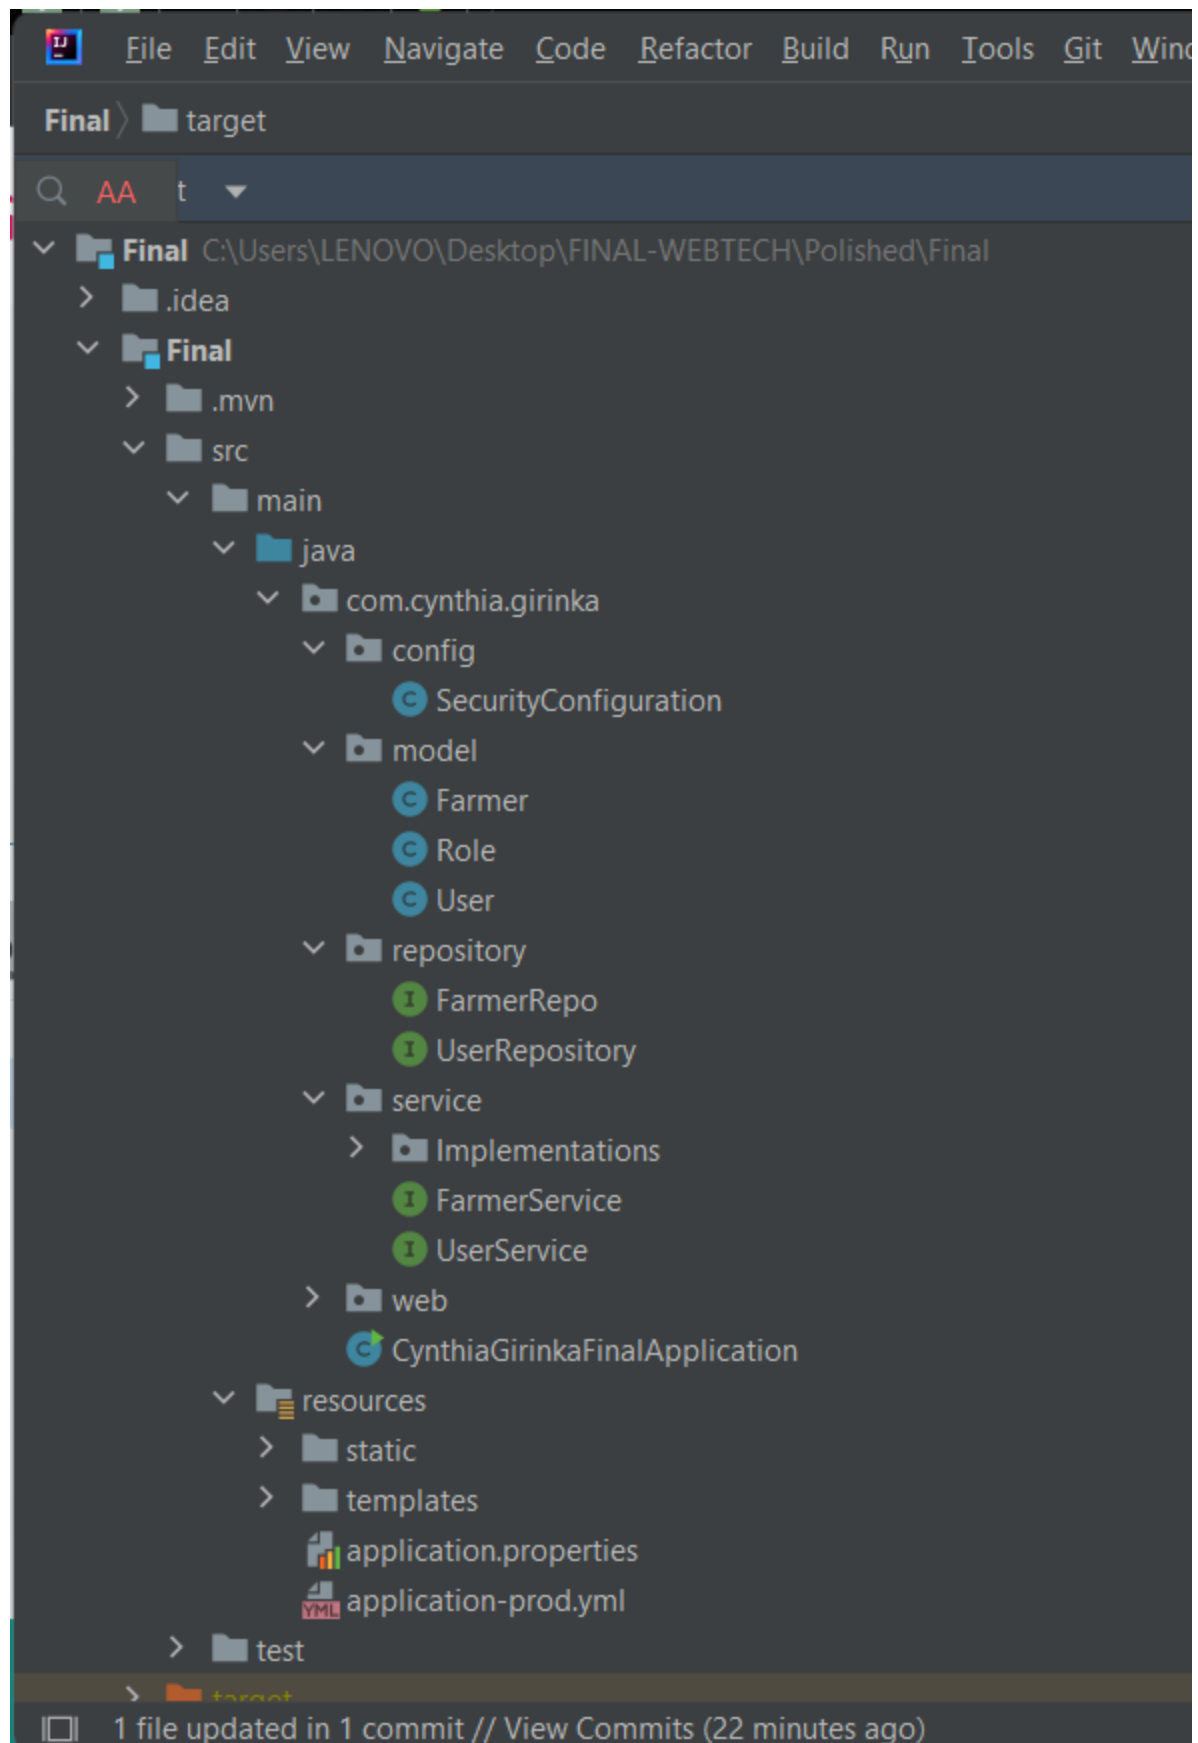 File Edit View Navigate Code Refactor Build Run Tools Git
Final target
AA t
Final C:\Users\LENOVO\Desktop\FINAL-WEBTECH\Polished\Final
.idea
Final
.mvn
src
main
java
com.cynthia.girinka
config
SecurityConfiguration
model
Farmer
Role
User
repository
FarmerRepo
UserRepository
service
Implementations
FarmerService
UserService
web
CynthiaGirinkaFinalApplication
resources
static
templates
application.properties
application-prod.yml
test
target
1 file updated in 1 commit // View Commits (22 minutes ago)